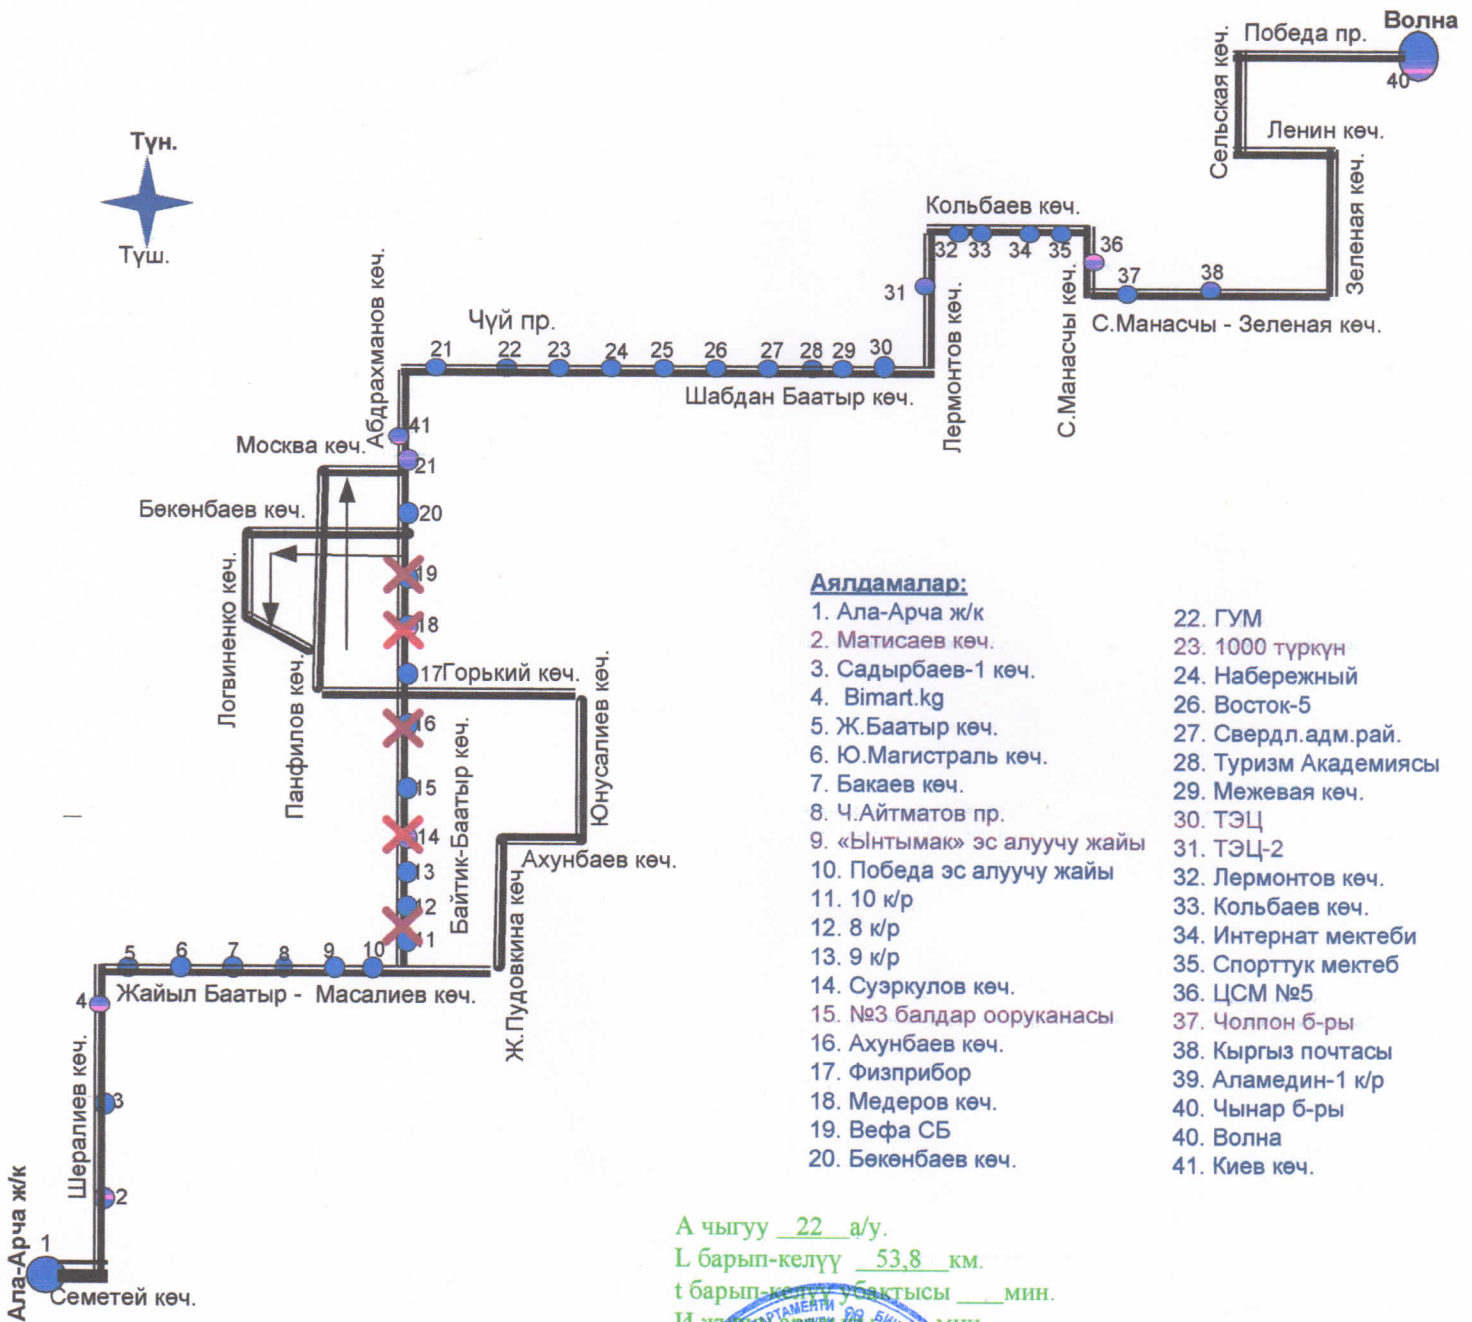 Волна
Победа пр.
40
Сельская көч.
Ленин көч.
Зеленая көч.
Түн.
Түш.
Кольбаев көч.
32 33 34 35 36
37 38
31
С.Манасчы - Зеленая көч.
С.Манасчы көч.
Лермонтов көч.
Чүй пр.
21 22 23 24 25 26 27 28 29 30
Шабдан Баатыр көч.
Абдрахманов көч.
41
Москва көч.
21
Бөкөнбаев көч.
20
19
Логвиненко көч.
18
17
Горький көч.
Панфилов көч.
16
Юнусалиев көч.
Байтик-Баатыр көч.
15
14
Ахунбаев көч.
13
12
11
Ж.Пудовкина көч.
5 6 7 8 9 10
Жайыл Баатыр - Масалиев көч.
4
Шералиев көч.
3
2
Ала-Арча ж/к
1
Семетей көч.
Аялдамалар:
1. Ала-Арча ж/к
2. Матисаев көч.
3. Садырбаев-1 көч.
4. Bimart.kg
5. Ж.Баатыр көч.
6. Ю.Магистраль көч.
7. Бакаев көч.
8. Ч.Айтматов пр.
9. «Ынтымак» эс алуучу жайы
10. Победа эс алуучу жайы
11. 10 к/р
12. 8 к/р
13. 9 к/р
14. Суэркулов көч.
15. №3 балдар ооруканасы
16. Ахунбаев көч.
17. Физприбор
18. Медеров көч.
19. Вефа СБ
20. Бөкөнбаев көч.
22. ГУМ
23. 1000 түркүн
24. Набережный
26. Восток-5
27. Свердл.адм.рай.
28. Туризм Академиясы
29. Межевая көч.
30. ТЭЦ
31. ТЭЦ-2
32. Лермонтов көч.
33. Кольбаев көч.
34. Интернат мектеби
35. Спорттук мектеб
36. ЦСМ №5
37. Чолпон б-ры
38. Кыргыз почтасы
39. Аламедин-1 к/р
40. Чынар б-ры
40. Волна
41. Киев көч.
А чыгуу 22 а/у.
L барып-келүү 53,8 км.
t барып-келүү убактысы ___ мин.